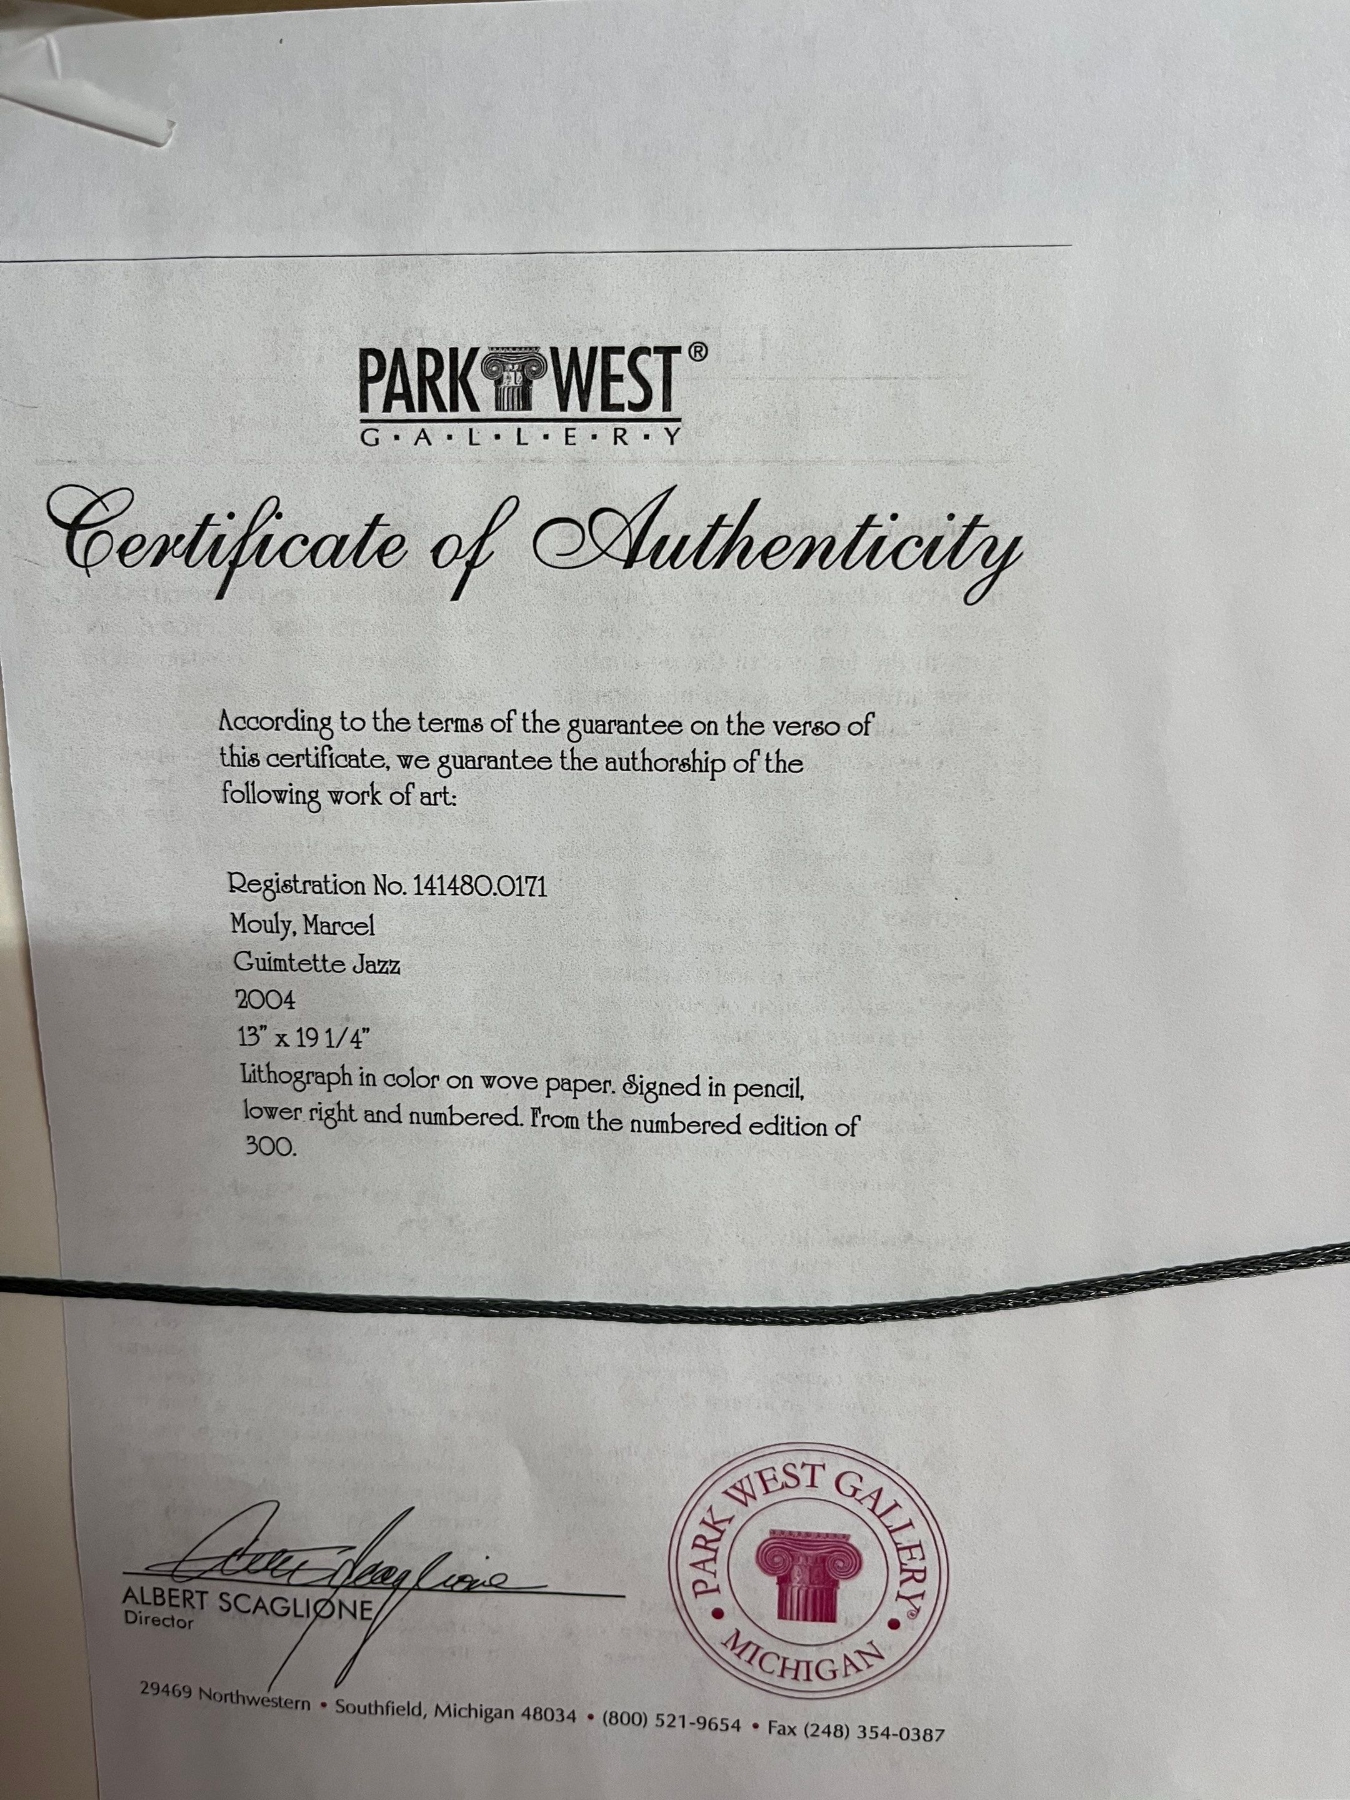 PARK WEST®
G·A·L·L·E·R·Y
Certificate of Authenticity
According to the terms of the guarantee on the verso of
this certificate, we guarantee the authorship of the
following work of art:
Registration No. 141480.0171
Mouly, Marcel
Guimtette Jazz
2004
13” x 19 1/4”
Lithograph in color on wove paper. Signed in pencil,
lower right and numbered. From the numbered edition of
300.
Albert Scaglione
ALBERT SCAGLIONE
Director
PARK WEST GALLERY®
• MICHIGAN •
29469 Northwestern • Southfield, Michigan 48034 • (800) 521-9654 • Fax (248) 354-0387